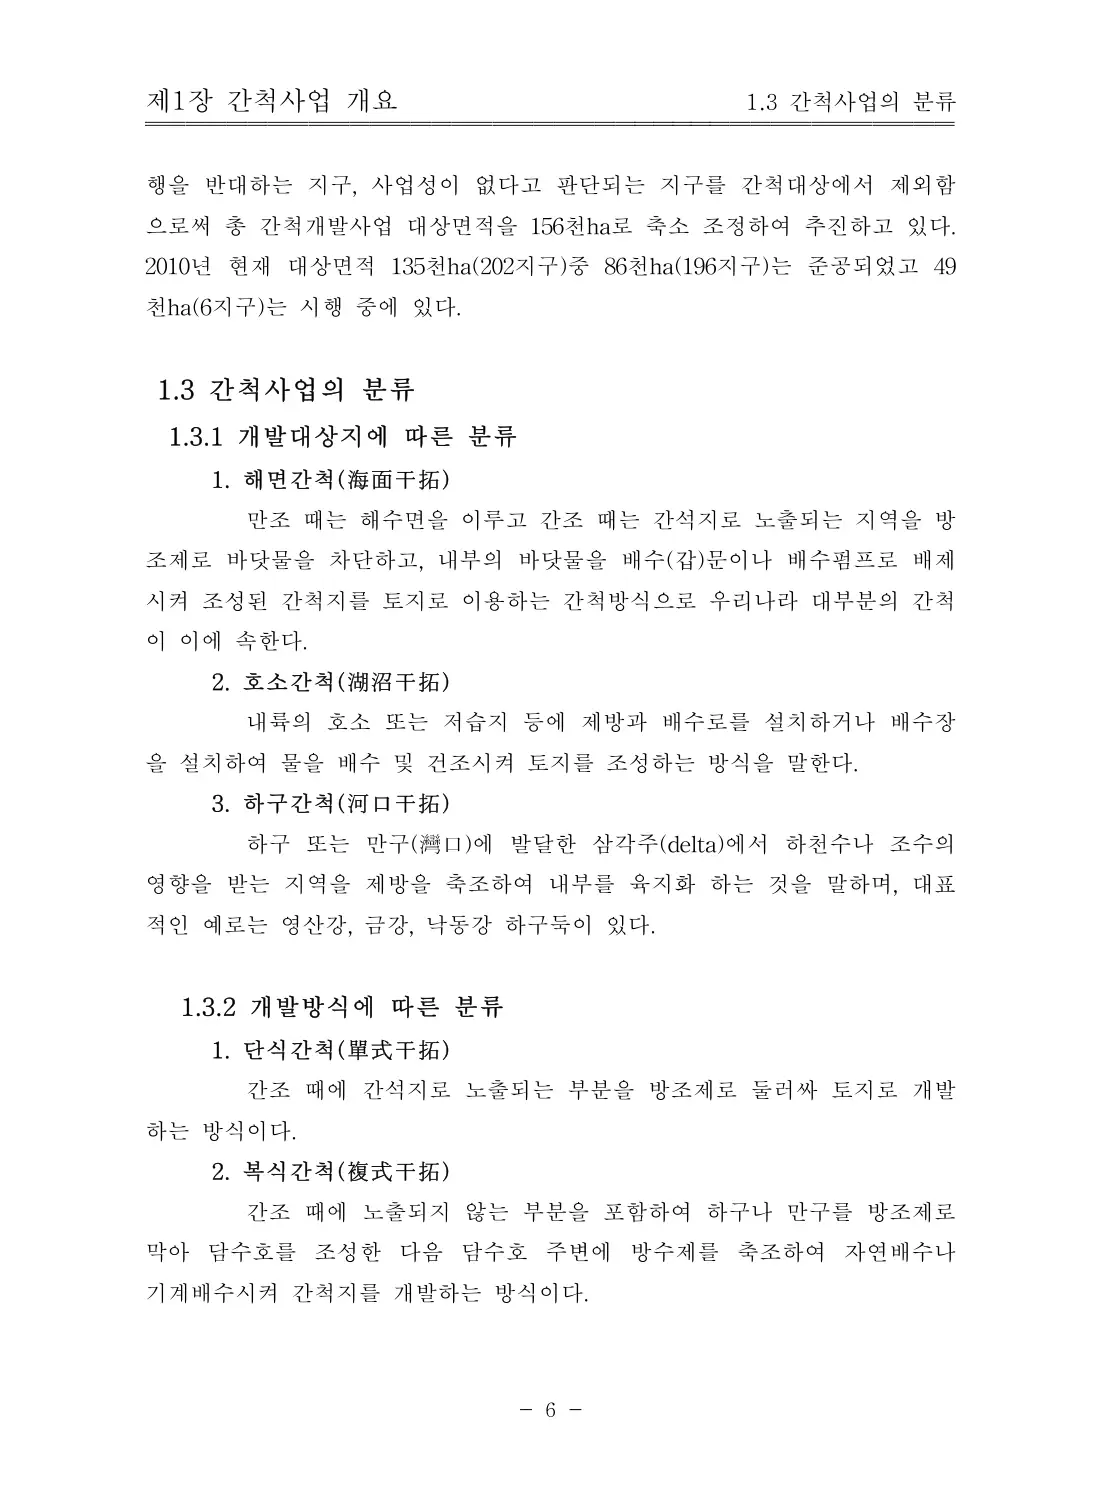 제1장 간척사업 개요 1.3 간척사업의 분류
행을 반대하는 지구, 사업성이 없다고 판단되는 지구를 간척대상에서 제외함
으로써 총 간척개발사업 대상면적을 156천ha로 축소 조정하여 추진하고 있다.
2010년 현재 대상면적 135천ha(202지구)중 86천ha(196지구)는 준공되었고 49
천ha(6지구)는 시행 중에 있다.
1.3 간척사업의 분류
1.3.1 개발대상지에 따른 분류
1. 해면간척(海面干拓)
만조 때는 해수면을 이루고 간조 때는 간석지로 노출되는 지역을 방
조제로 바닷물을 차단하고, 내부의 바닷물을 배수(갑)문이나 배수펌프로 배제
시켜 조성된 간척지를 토지로 이용하는 간척방식으로 우리나라 대부분의 간척
이 이에 속한다.
2. 호소간척(湖沼干拓)
내륙의 호소 또는 저습지 등에 제방과 배수로를 설치하거나 배수장
을 설치하여 물을 배수 및 건조시켜 토지를 조성하는 방식을 말한다.
3. 하구간척(河口干拓)
하구 또는 만구(灣口)에 발달한 삼각주(delta)에서 하천수나 조수의
영향을 받는 지역을 제방을 축조하여 내부를 육지화 하는 것을 말하며, 대표
적인 예로는 영산강, 금강, 낙동강 하구둑이 있다.
1.3.2 개발방식에 따른 분류
1. 단식간척(單式干拓)
간조 때에 간석지로 노출되는 부분을 방조제로 둘러싸 토지로 개발
하는 방식이다.
2. 복식간척(複式干拓)
간조 때에 노출되지 않는 부분을 포함하여 하구나 만구를 방조제로
막아 담수호를 조성한 다음 담수호 주변에 방수제를 축조하여 자연배수나
기계배수시켜 간척지를 개발하는 방식이다.
- 6 -